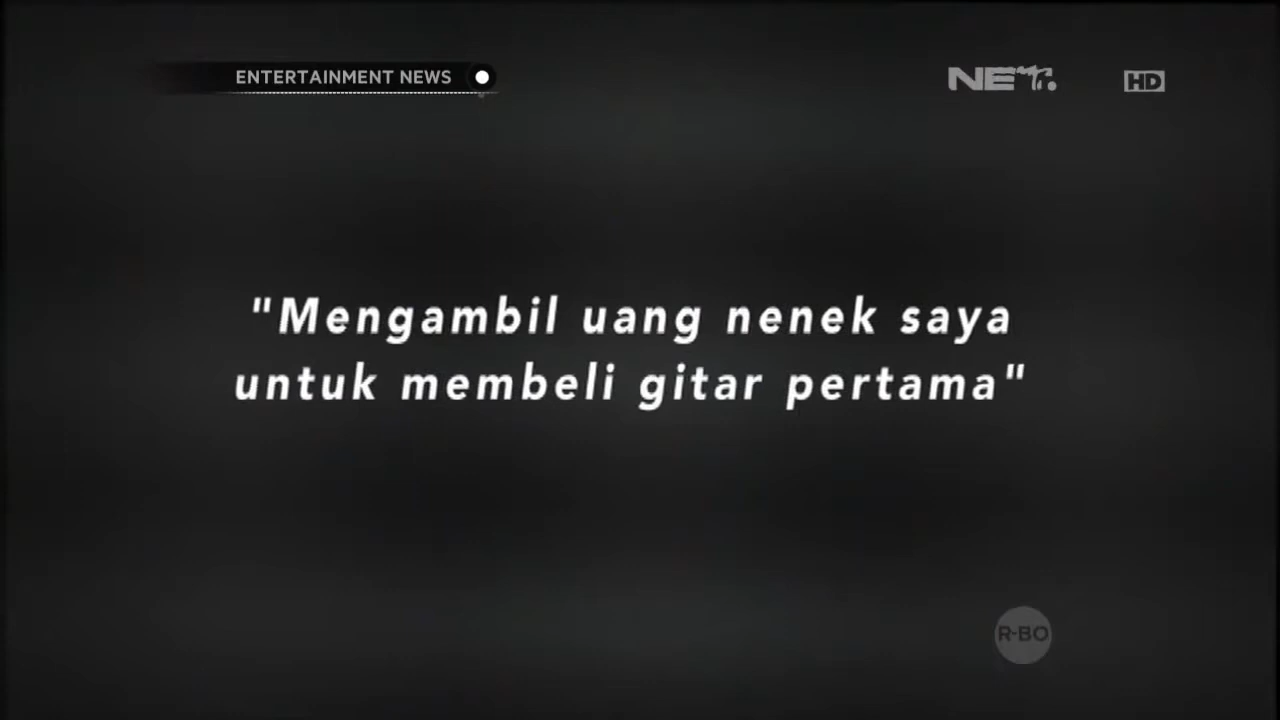 ENTERTAINMENT NEWS
NET.
HD
"Mengambil uang nenek saya
untuk membeli gitar pertama"
R-BO